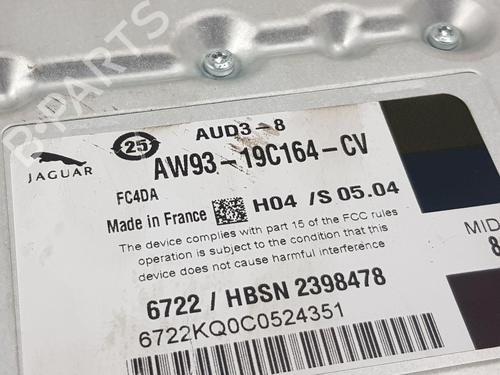 B-PARTS
25
AUD3-8
JAGUAR
AW93-19C164-CV
FC4DA
Made in France H04 /S 05.04
The device complies with part 15 of the FCC rules
operation is subject to the condition that this
device does not cause harmful interference
MID
8
6722 / HBSN 2398478
6722KQ0C0524351